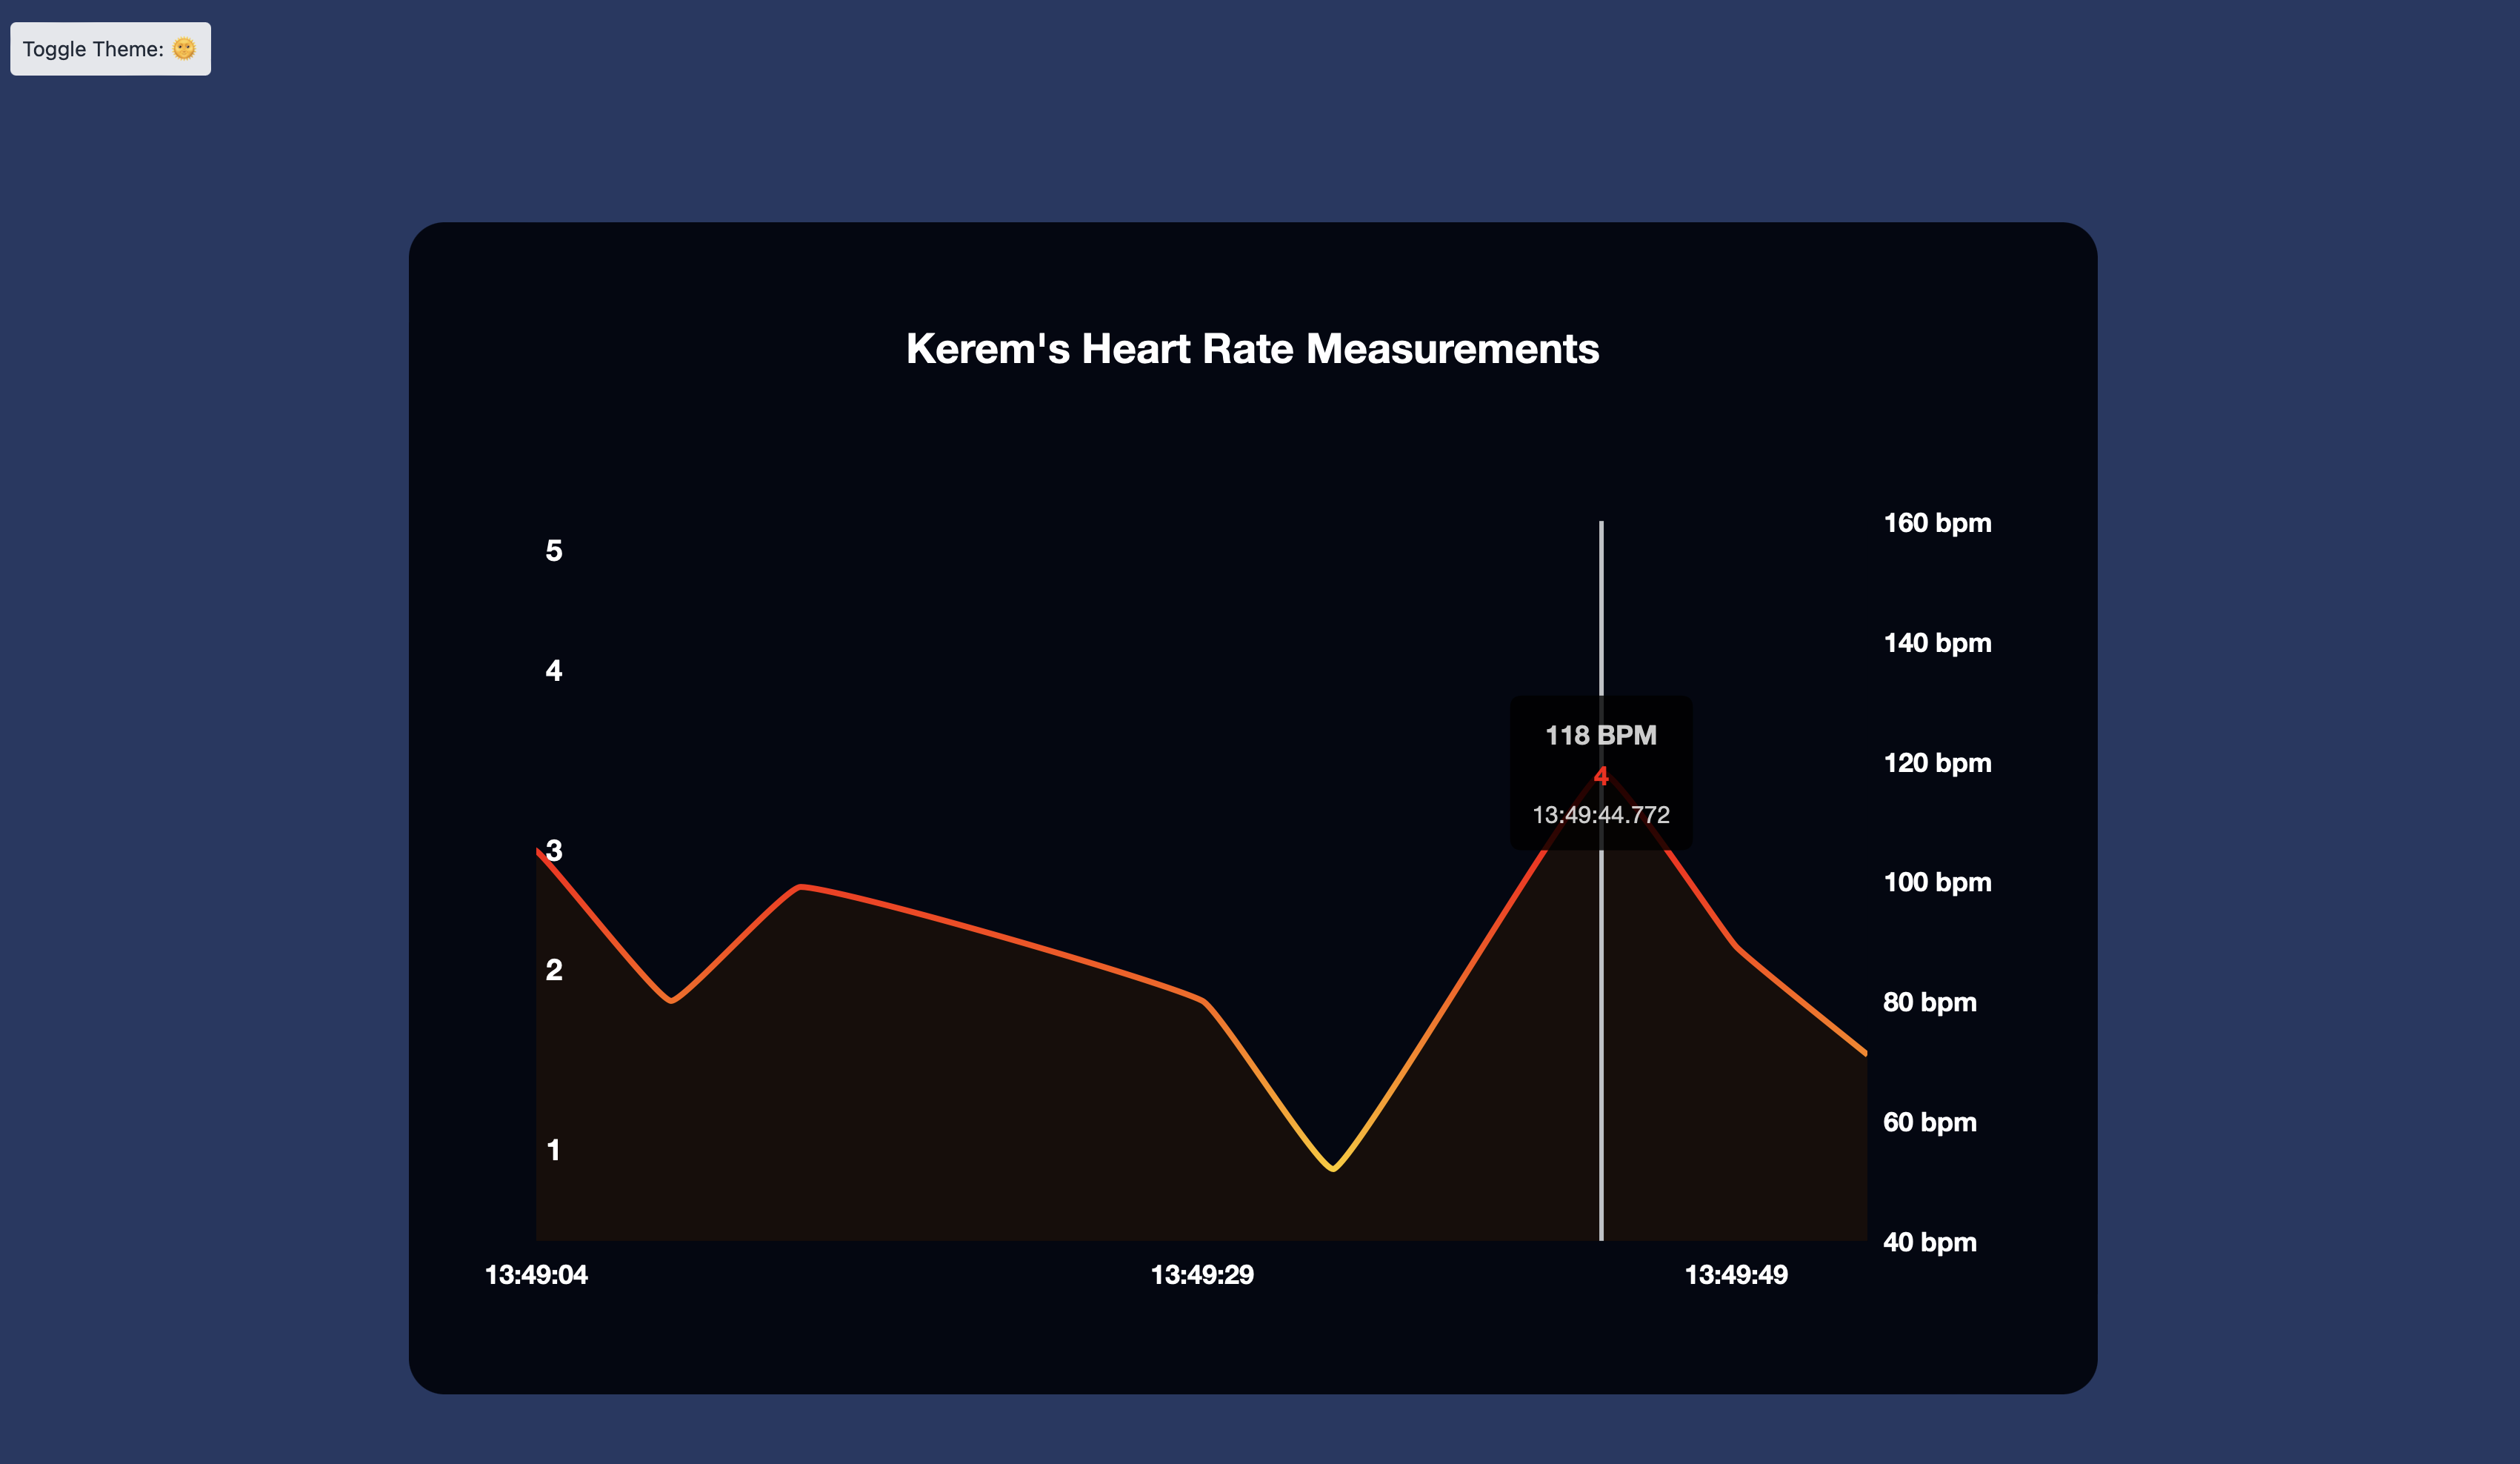 Toggle Theme: 🌞
Kerem's Heart Rate Measurements
5
4
3
2
1
160 bpm
140 bpm
120 bpm
100 bpm
80 bpm
60 bpm
40 bpm
118 BPM
4
13:49:44.772
13:49:04
13:49:29
13:49:49